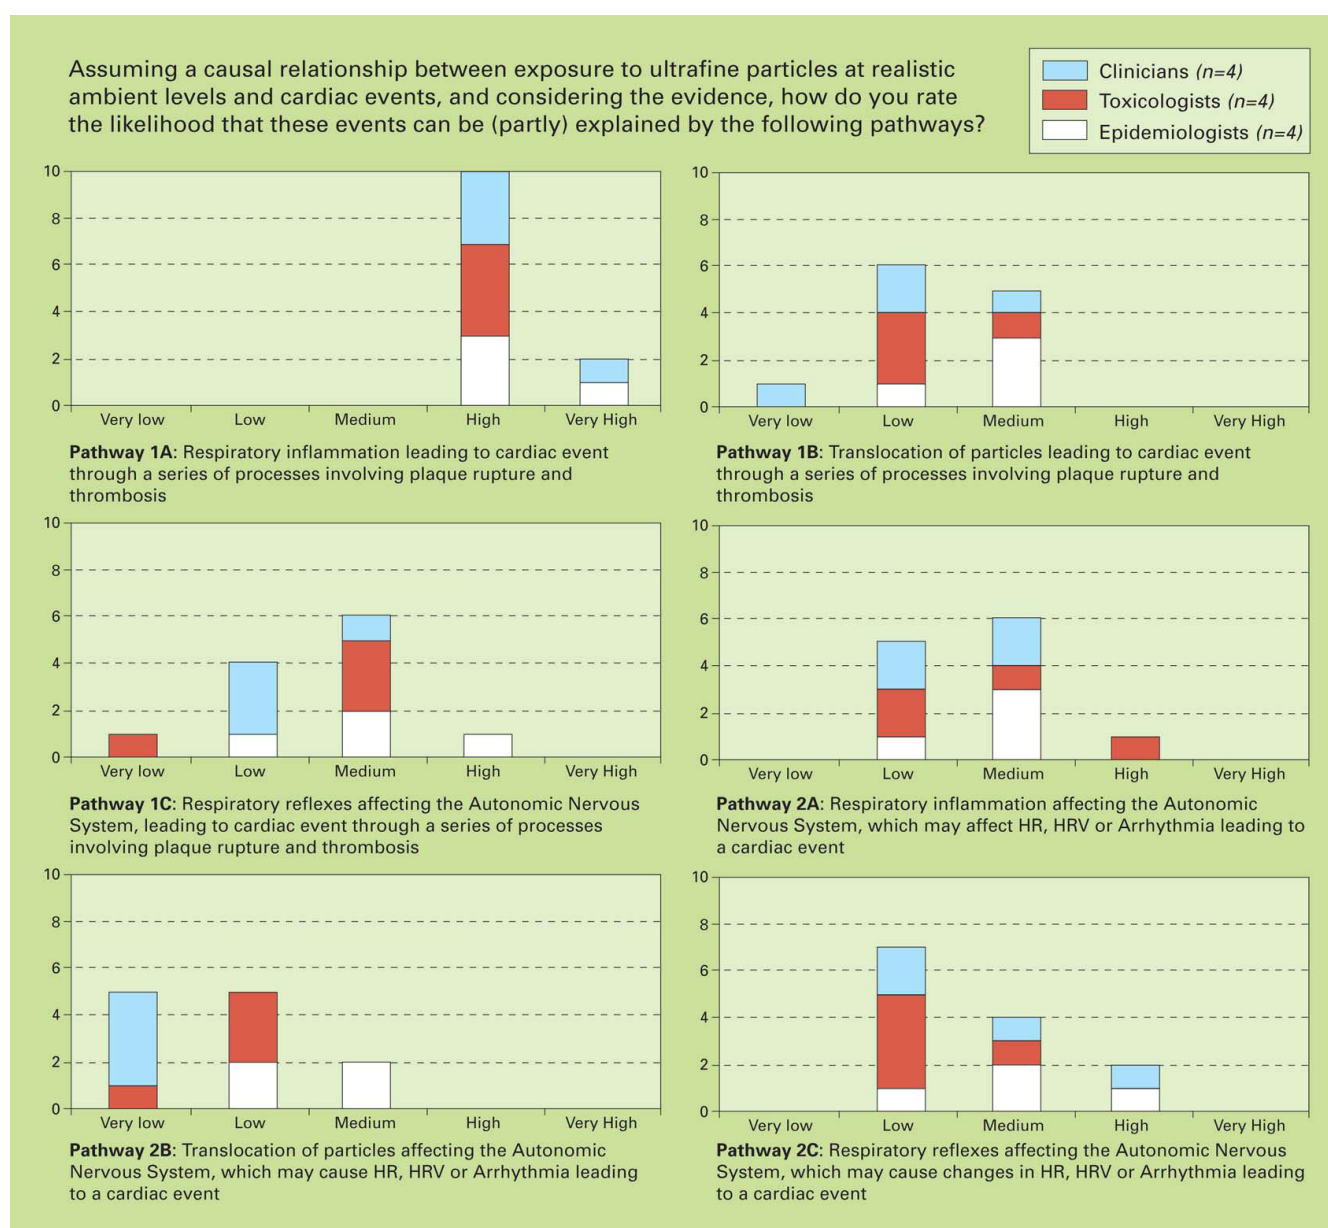 Assuming a causal relationship between exposure to ultrafine particles at realistic
ambient levels and cardiac events, and considering the evidence, how do you rate
the likelihood that these events can be (partly) explained by the following pathways?
Clinicians (n=4)
Toxicologists (n=4)
Epidemiologists (n=4)
10
8
6
4
2
0
Very low Low Medium High Very High
Pathway 1A: Respiratory inflammation leading to cardiac event
through a series of processes involving plaque rupture and
thrombosis
10
8
6
4
2
0
Very low Low Medium High Very High
Pathway 1B: Translocation of particles leading to cardiac event
through a series of processes involving plaque rupture and
thrombosis
10
8
6
4
2
0
Very low Low Medium High Very High
Pathway 1C: Respiratory reflexes affecting the Autonomic Nervous
System, leading to cardiac event through a series of processes
involving plaque rupture and thrombosis
10
8
6
4
2
0
Very low Low Medium High Very High
Pathway 2A: Respiratory inflammation affecting the Autonomic
Nervous System, which may affect HR, HRV or Arrhythmia leading to
a cardiac event
10
8
6
4
2
0
Very low Low Medium High Very High
Pathway 2B: Translocation of particles affecting the Autonomic
Nervous System, which may cause HR, HRV or Arrhythmia leading
to a cardiac event
10
8
6
4
2
0
Very low Low Medium High Very High
Pathway 2C: Respiratory reflexes affecting the Autonomic Nervous
System, which may cause changes in HR, HRV or Arrhythmia leading
to a cardiac event